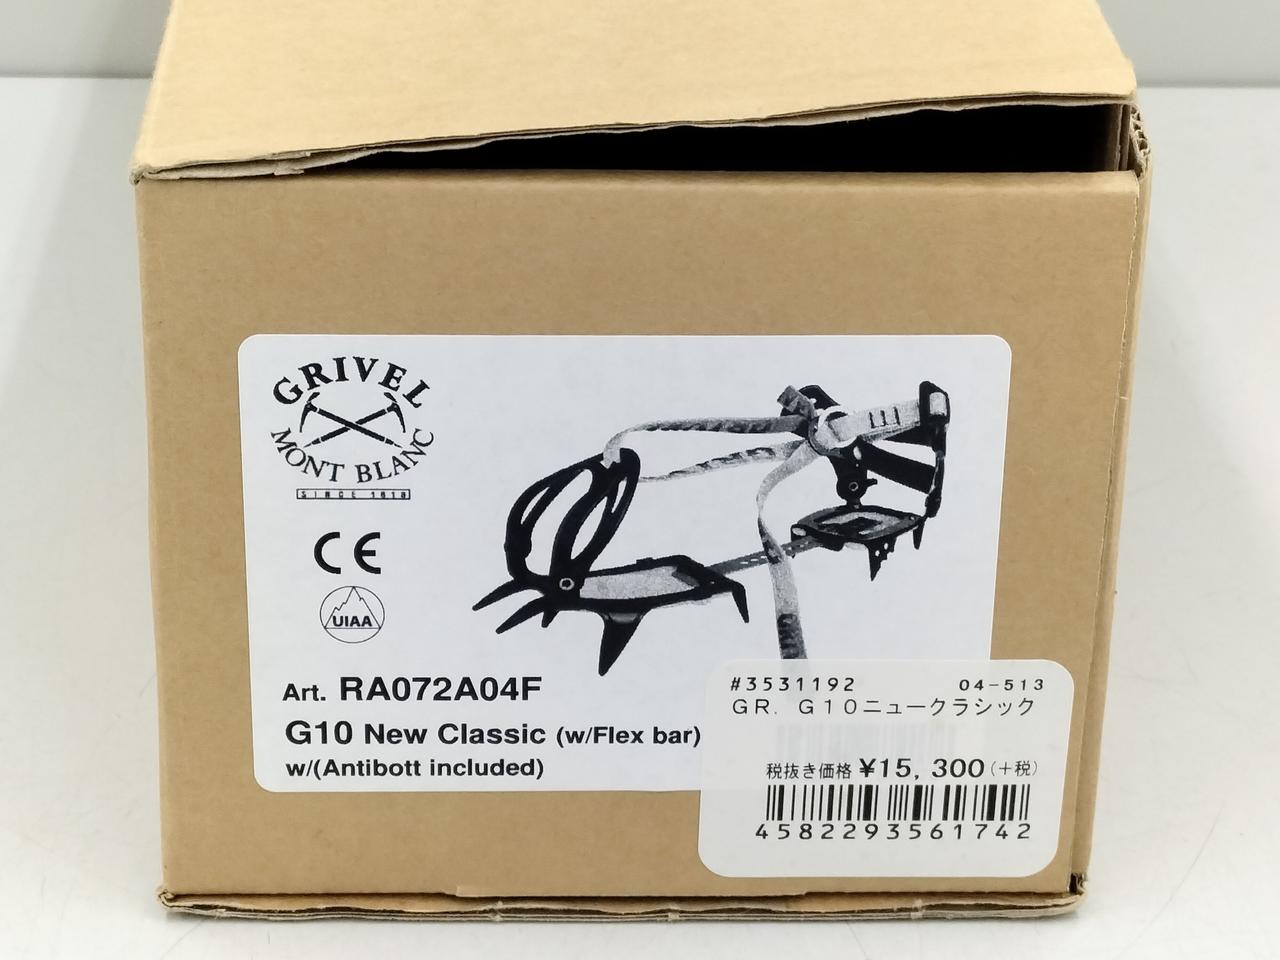 GRIVEL
MONT BLANC
SINCE 1818
CE
UIAA
Art. RA072A04F
G10 New Classic (w/Flex bar)
w/(Antibott included)
#3531192 04-513
GR. G10ニュークラシック
税抜き価格 ¥15,300(+税)
4582293561742